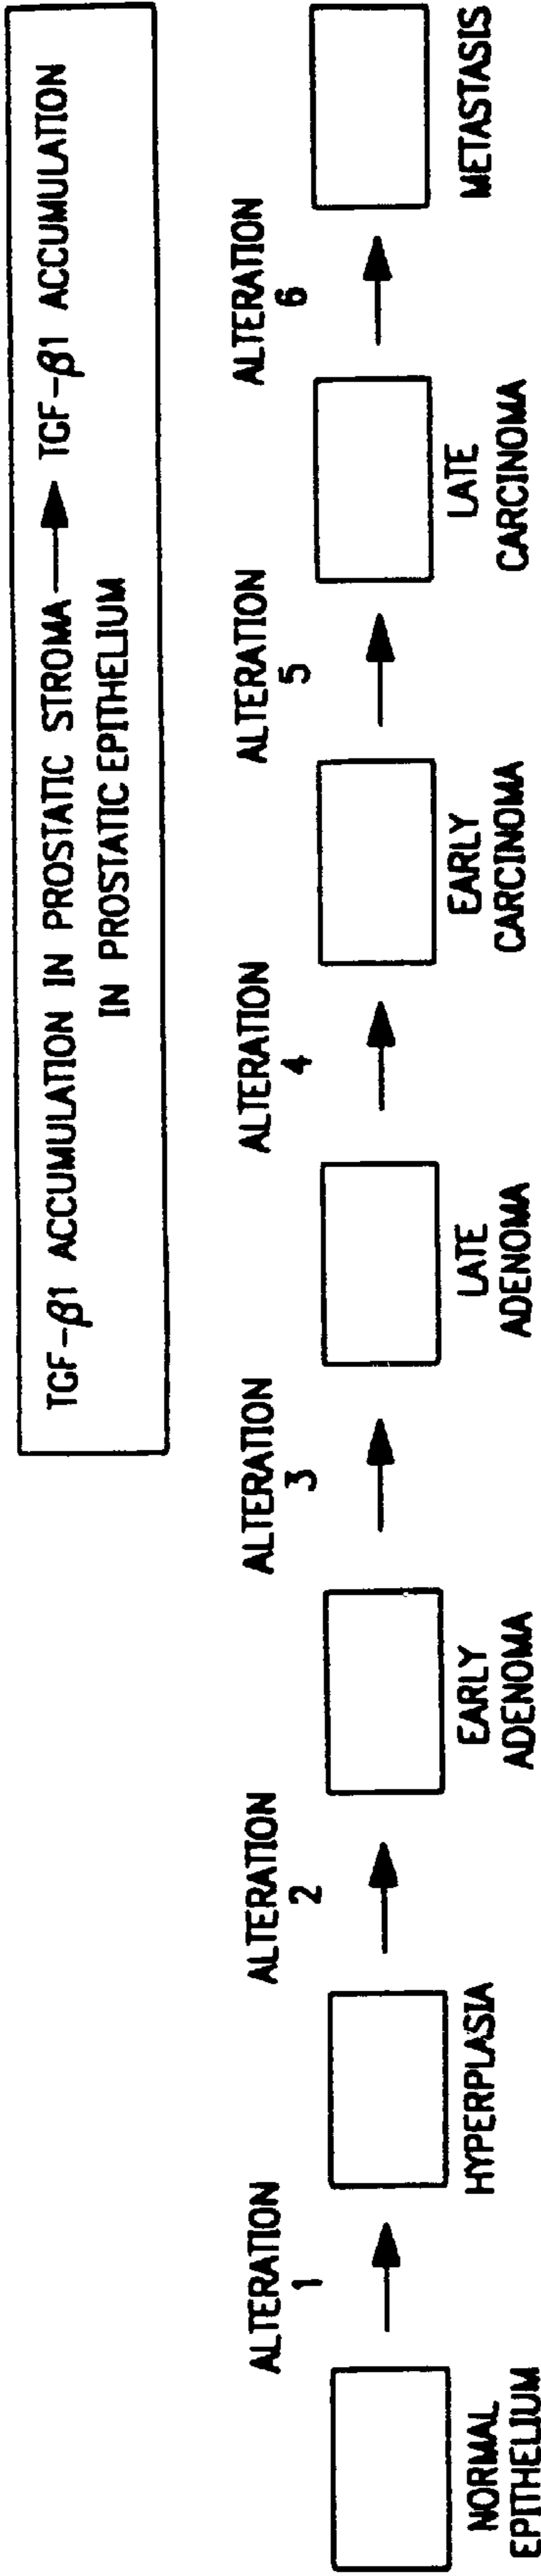 TGF-β1 ACCUMULATION IN PROSTATIC STROMA → TGF-β1 ACCUMULATION
IN PROSTATIC EPITHELIUM
ALTERATION
1
ALTERATION
2
ALTERATION
3
ALTERATION
4
ALTERATION
5
ALTERATION
6
NORMAL
EPITHELIUM
HYPERPLASIA
EARLY
ADENOMA
LATE
ADENOMA
EARLY
CARCINOMA
LATE
CARCINOMA
METASTASIS